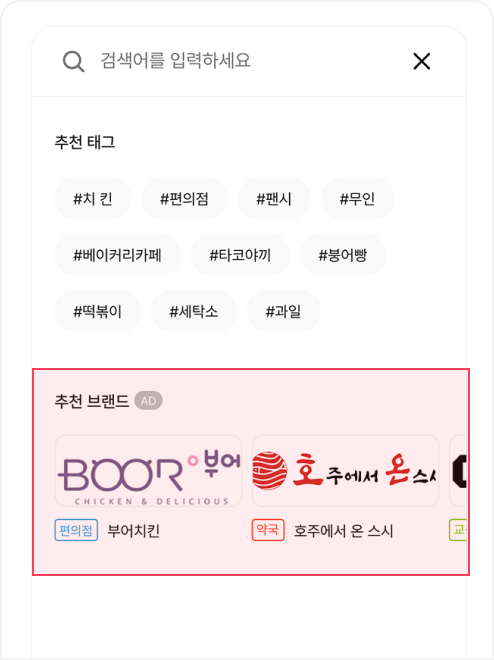 검색어를 입력하세요
추천 태그
#치 킨 #편의점 #팬시 #무인
#베이커리카페 #타코야끼 #붕어빵
#떡볶이 #세탁소 #과일
추천 브랜드 AD
BOOR 부어
CHICKEN & DELICIOUS
호주에서 온스시
편의점 부어치킨
약국 호주에서 온 스시